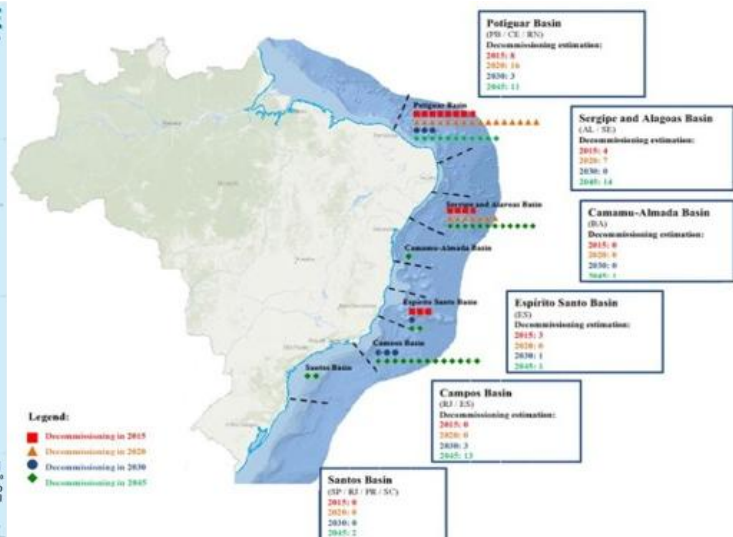 Potiguar Basin
(PB / CE / RN)
Decommissioning estimation:
2015: 8
2020: 16
2030: 3
2045: 11
Sergipe and Alagoas Basin
(AL / SE)
Decommissioning estimation:
2015: 4
2020: 7
2030: 0
2045: 14
Camamu-Almada Basin
(BA)
Decommissioning estimation:
2015: 0
2020: 0
2030: 0
2045: 1
Espírito Santo Basin
(ES)
Decommissioning estimation:
2015: 3
2020: 0
2030: 1
2045: 1
Campos Basin
(RJ / ES)
Decommissioning estimation:
2015: 0
2020: 0
2030: 3
2045: 13
Santos Basin
(SP / RJ / PR / SC)
2015: 0
2020: 0
2030: 0
2045: 2
Potiguar Basin
Sergipe and Alagoas Basin
Camamu-Almada Basin
Espírito Santo Basin
Campos Basin
Santos Basin
Legend:
Decommissioning in 2015
Decommissioning in 2020
Decommissioning in 2030
Decommissioning in 2045